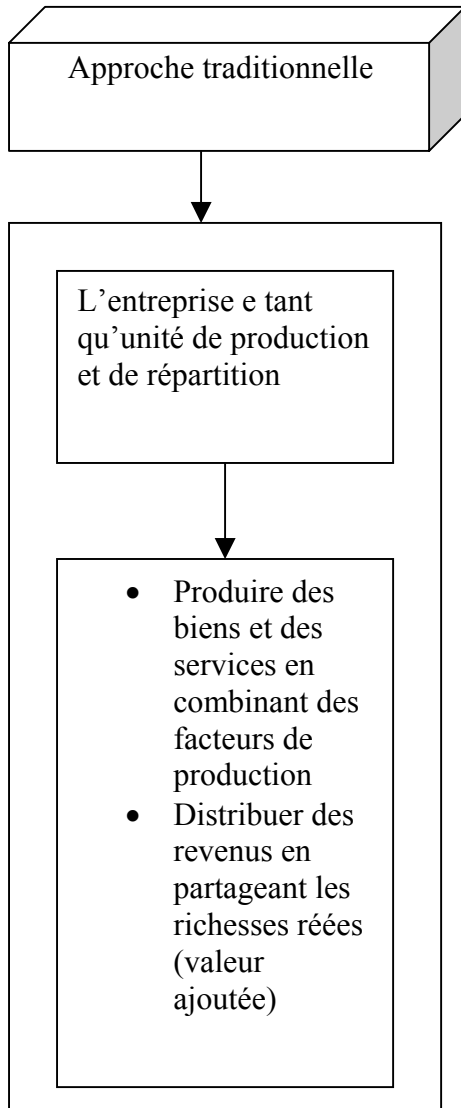 Approche traditionnelle
L’entreprise e tant
qu’unité de production
et de répartition
• Produire des
biens et des
services en
combinant des
facteurs de
production
• Distribuer des
revenus en
partageant les
richesses réées
(valeur
ajoutée)